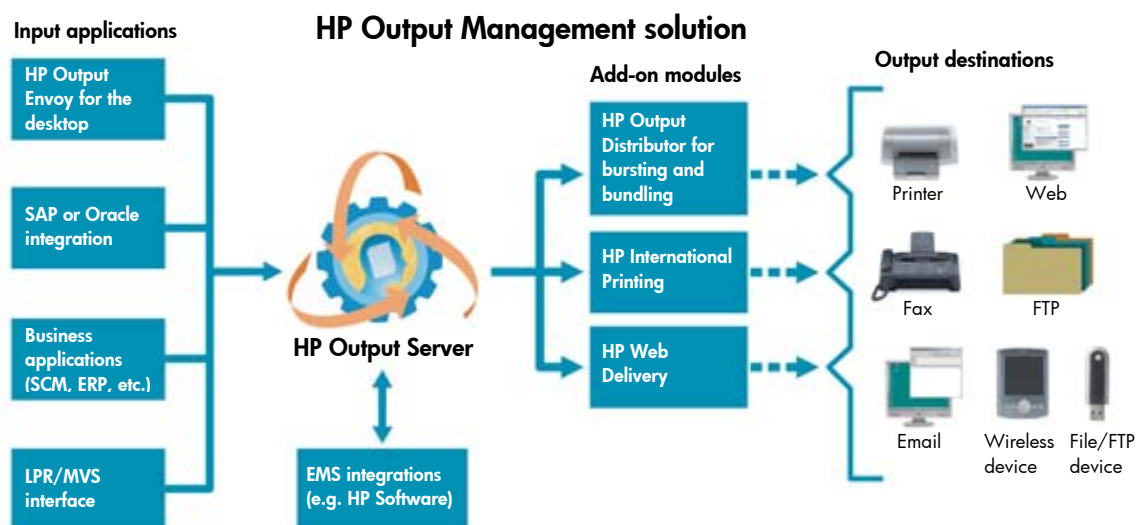 HP Output Management solution
Input applications
HP Output
Envoy for the
desktop
SAP or Oracle
integration
Business
applications
(SCM, ERP, etc.)
LPR/MVS
interface
HP Output Server
EMS integrations
(e.g. HP Software)
Add-on modules
HP Output
Distributor for
bursting and
bundling
HP International
Printing
HP Web
Delivery
Output destinations
Printer
Web
Fax
FTP
Email
Wireless
device
File/FTP
device